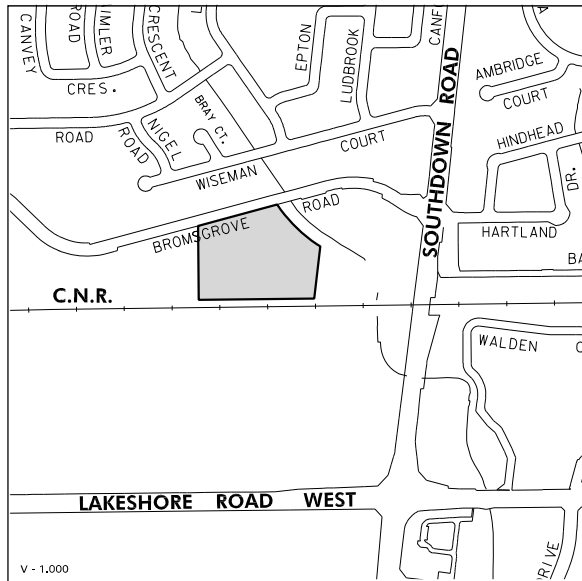 CANVEY
ROAD
IMLER
CRESCENT
CRES.
EPTON
LUDBROOK
CANF
AMBRIDGE
COURT
A
ROAD
ROAD
NIGEL
BRAY CT.
COURT
WISEMAN
HINDHEAD
DR.
SOUTHDOWN ROAD
BROMSGROVE ROAD
HARTLAND
BA
C.N.R.
WALDEN C
LAKESHORE ROAD WEST
RIVE
V - 1.000